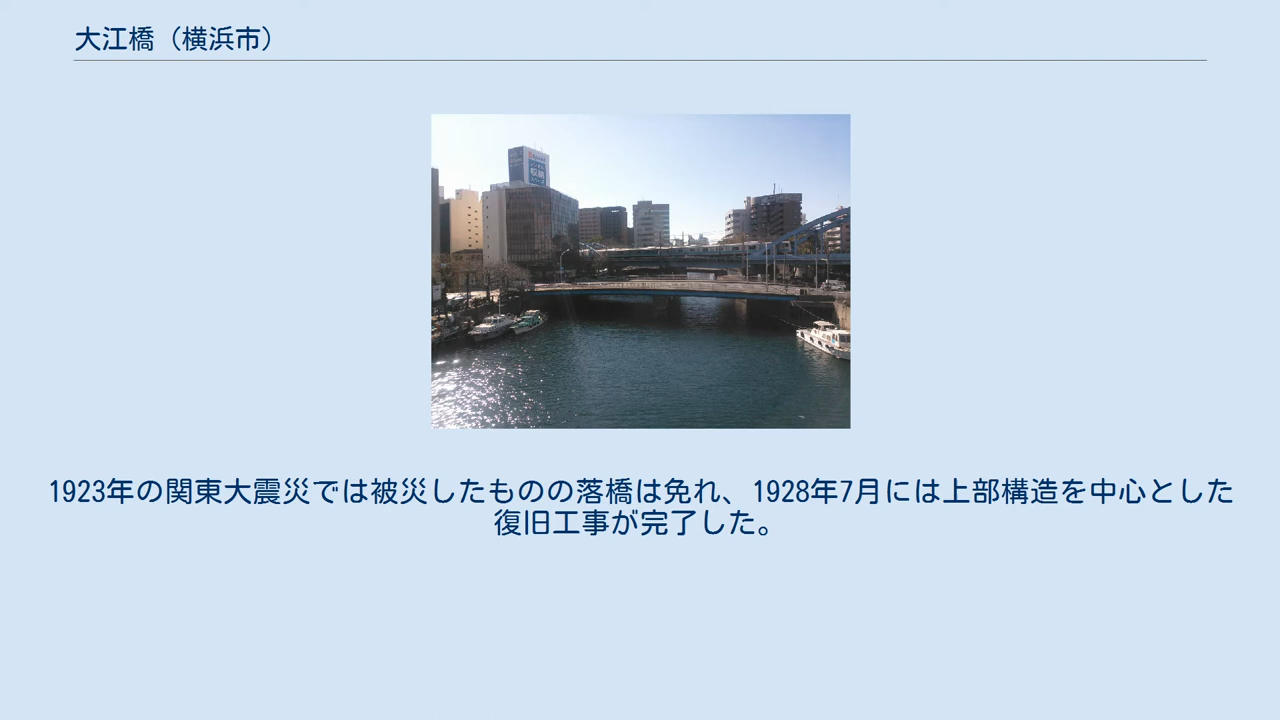 大江橋（横浜市）
収納
1923年の関東大震災では被災したものの落橋は免れ、1928年7月には上部構造を中心とした
復旧工事が完了した。